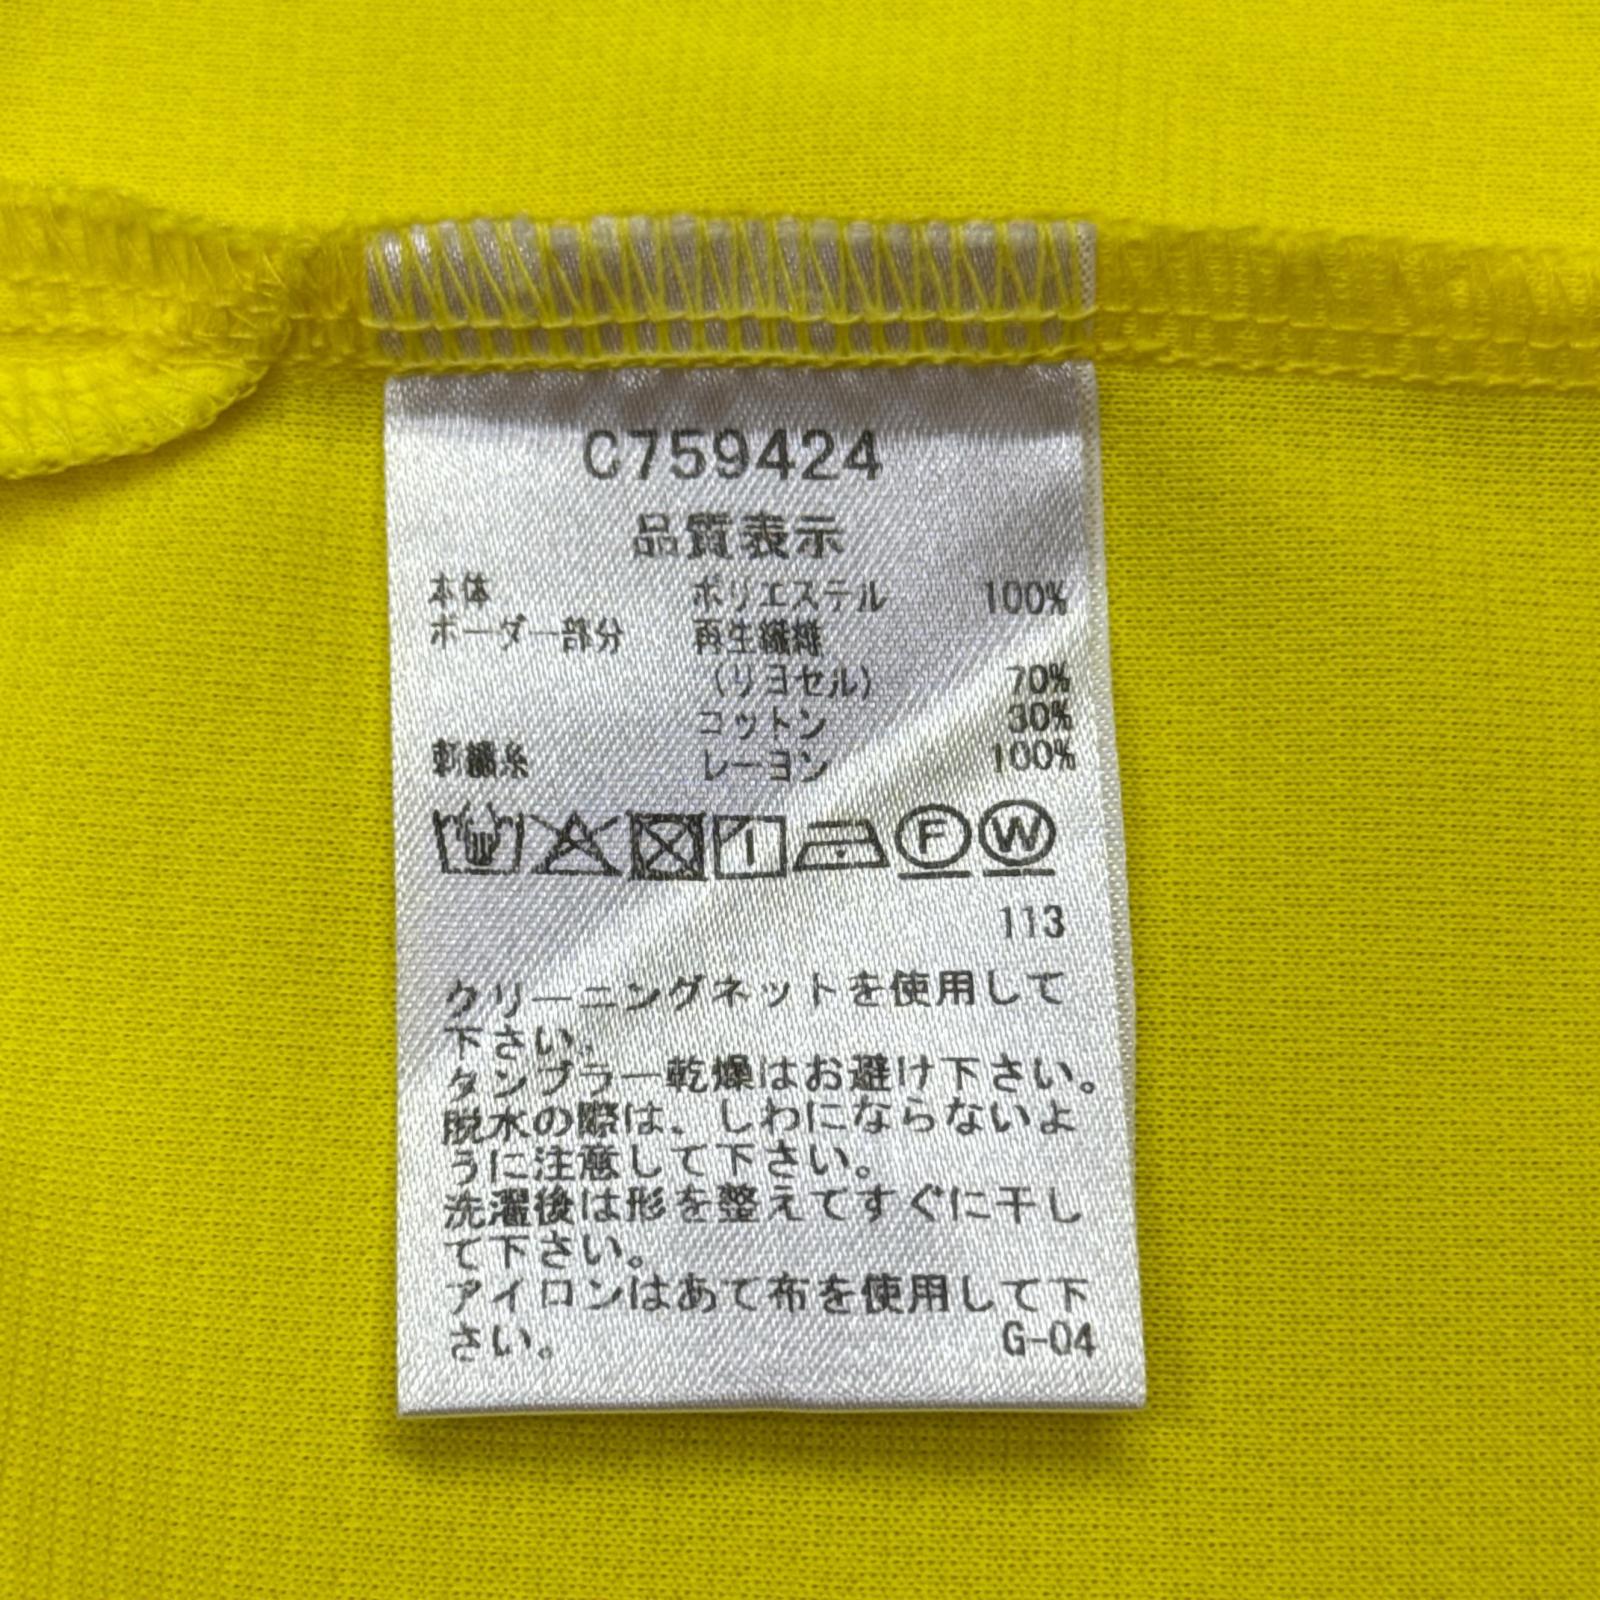 C759424
品質表示
本体 ポリエステル 100%
ボーダー部分 再生繊維
(リヨセル) 70%
コットン 30%
刺繍糸 レーヨン 100%
F W
113
クリーニングネットを使用して
下さい。
タンブラー乾燥はお避け下さい。
脱水の際は、しわにならないよ
うに注意して下さい。
洗濯後は形を整えてすぐに干し
て下さい。
アイロンはあて布を使用して下
さい。 G-04